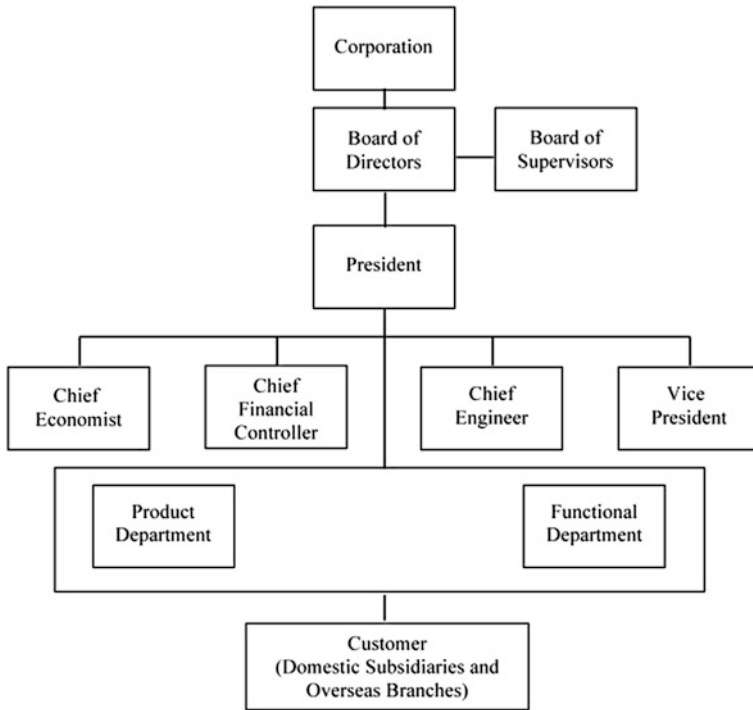 Corporation
Board of
Directors
Board of
Supervisors
President
Chief
Economist
Chief
Financial
Controller
Chief
Engineer
Vice
President
Product
Department
Functional
Department
Customer
(Domestic Subsidiaries and
Overseas Branches)